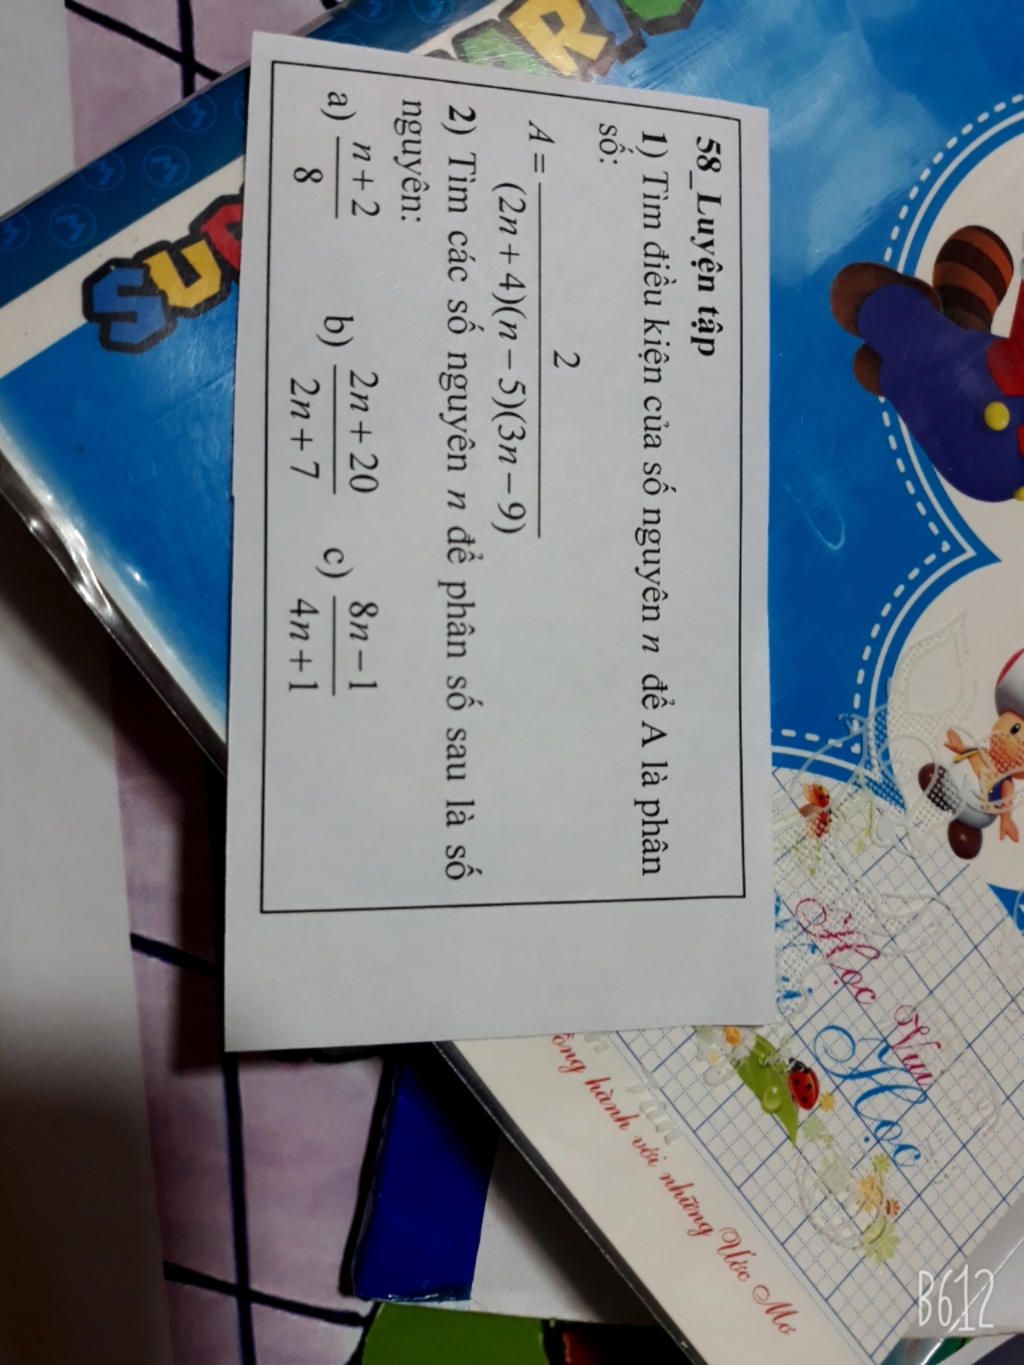 58_Luyện tập
1) Tìm điều kiện của số nguyên n để A là phân
số:
A = 2 / (2n + 4)(n − 5)(3n − 9)
2) Tìm các số nguyên n để phân số sau là số
nguyên:
a) n + 2 / 8   b) 2n + 20 / 2n + 7   c) 8n − 1 / 4n + 1
Học Vui
Vui Học
hành với những Ước Mơ
B612